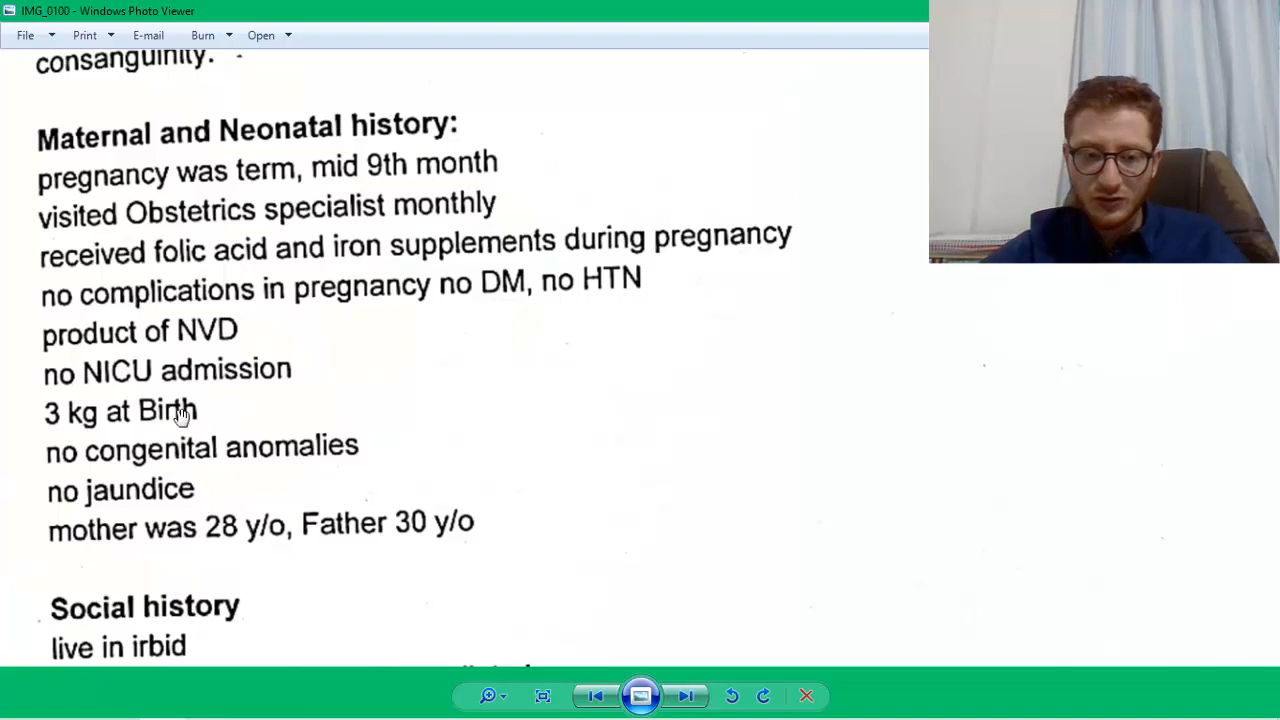 IMG_0100 - Windows Photo Viewer
File Print E-mail Burn Open
consanguinity.
Maternal and Neonatal history:
pregnancy was term, mid 9th month
visited Obstetrics specialist monthly
received folic acid and iron supplements during pregnancy
no complications in pregnancy no DM, no HTN
product of NVD
no NICU admission
3 kg at Birth
no congenital anomalies
no jaundice
mother was 28 y/o, Father 30 y/o
Social history
live in irbid